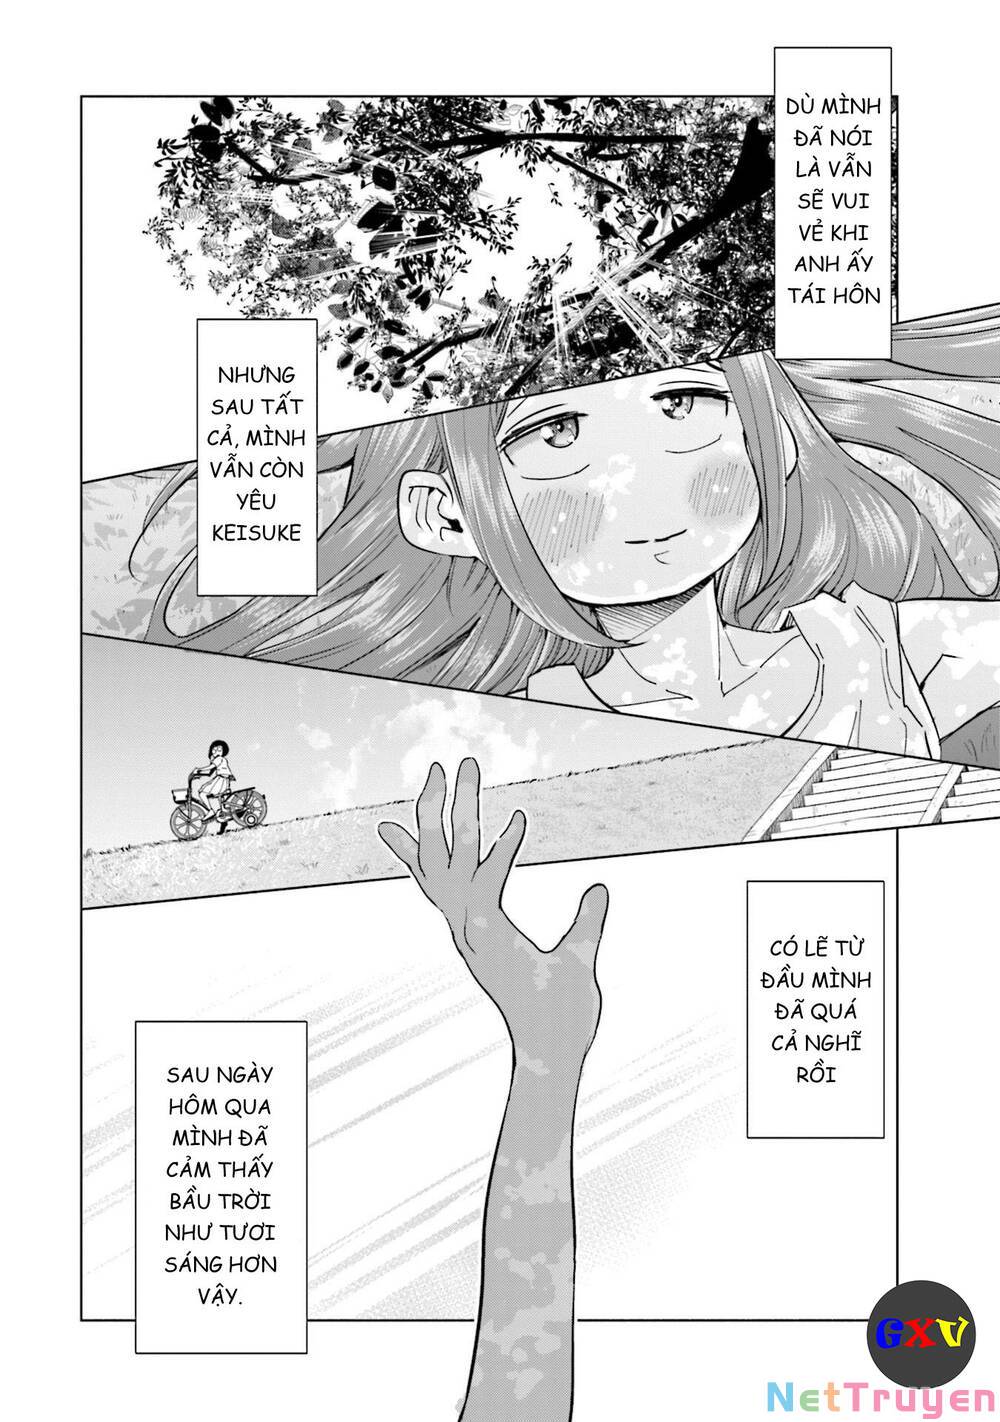 DÙ MÌNH
ĐÃ NÓI
LÀ VẪN
SẼ VUI
VẺ KHI
ANH ẤY
TÁI HÔN
NHƯNG
SAU TẤT
CẢ, MÌNH
VẪN CÒN
YÊU
KEISUKE
CÓ LẼ TỪ
ĐẦU MÌNH
ĐÃ QUÁ
CẢ NGHĨ
RỒI
SAU NGÀY
HÔM QUA
MÌNH ĐÃ
CẢM THẤY
BẦU TRỜI
NHƯ TƯƠI
SÁNG HƠN
VẬY.
GXV
NetTruyen